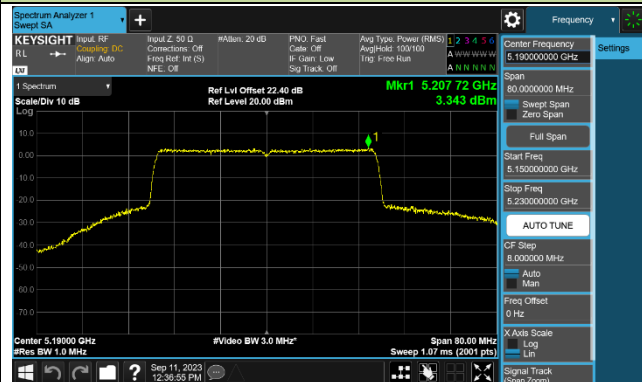 Spectrum Analyzer 1
Swept SA
Frequency
KEYSIGHT
Input: RF
Input Z: 50 Ω
#Atten: 20 dB
PNO: Fast
Avg Type: Power (RMS)
1 2 3 4 5 6
RL
Coupling: DC
Corrections: Off
Gate: Off
Avg|Hold: 100/100
A W W W W W
Align: Auto
Freq Ref: Int (S)
IF Gain: Low
Trig: Free Run
NFE: Off
Sig Track: Off
A N N N N N
LXI
1 Spectrum
Scale/Div 10 dB
Log
Ref Lvl Offset 22.40 dB
Ref Level 20.00 dBm
Mkr1 5.207 72 GHz
3.343 dBm
1
10.0
0.00
-10.0
-20.0
-30.0
-40.0
-50.0
-60.0
-70.0
Center 5.19000 GHz
#Res BW 1.0 MHz
#Video BW 3.0 MHz*
Span 80.00 MHz
Sweep 1.07 ms (2001 pts)
Sep 11, 2023
12:36:55 PM
?
Center Frequency
5.190000000 GHz
Settings
Span
80.0000000 MHz
Swept Span
Zero Span
Full Span
Start Freq
5.150000000 GHz
Stop Freq
5.230000000 GHz
AUTO TUNE
CF Step
8.000000 MHz
Auto
Man
Freq Offset
0 Hz
X Axis Scale
Log
Lin
Signal Track
(Span Zoom)